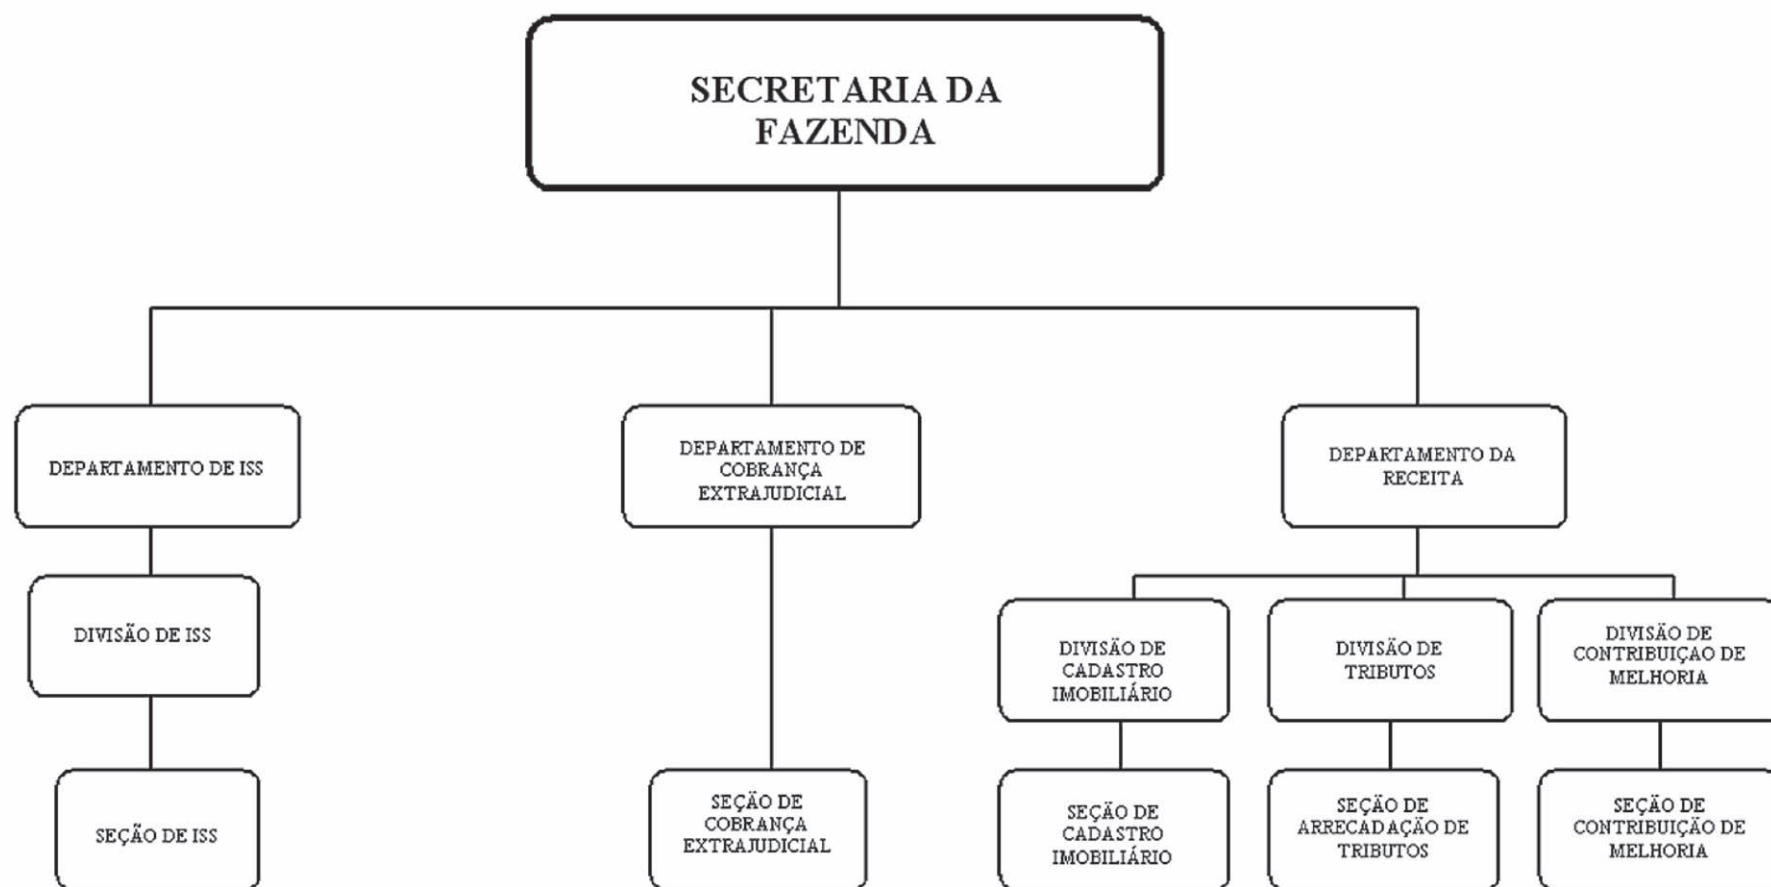 SECRETARIA DA
FAZENDA
DEPARTAMENTO DE ISS
DEPARTAMENTO DE
COBRANÇA
EXTRAJUDICIAL
DEPARTAMENTO DA
RECEITA
DIVISÃO DE ISS
DIVISÃO DE
CADASTRO
IMOBILIÁRIO
DIVISÃO DE
TRIBUTOS
DIVISÃO DE
CONTRIBUIÇAO DE
MELHORIA
SEÇÃO DE ISS
SEÇÃO DE
COBRANÇA
EXTRAJUDICIAL
SEÇÃO DE
CADASTRO
IMOBILIÁRIO
SEÇÃO DE
ARRECADAÇÃO DE
TRIBUTOS
SEÇÃO DE
CONTRIBUIÇÃO DE
MELHORIA